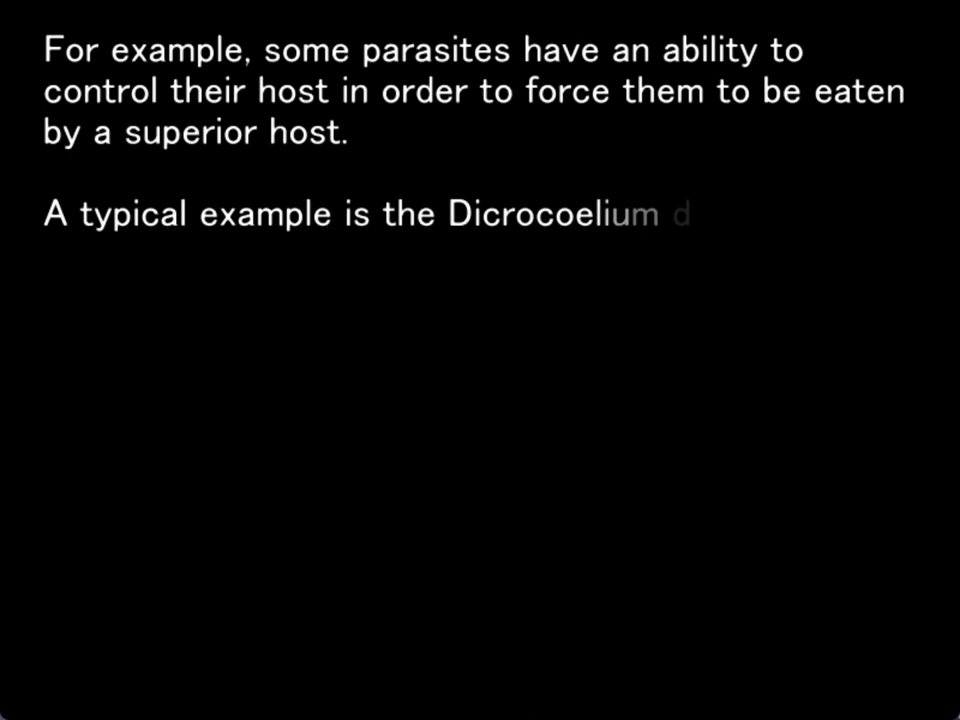 For example, some parasites have an ability to
control their host in order to force them to be eaten
by a superior host.
A typical example is the Dicrocoelium d